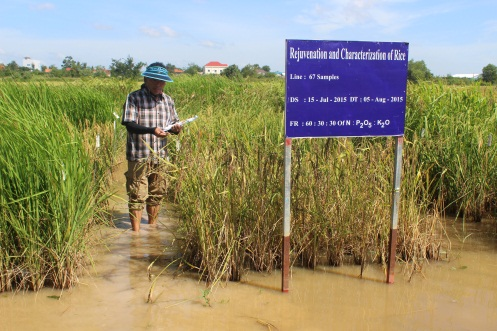 Rejuvenation and Characterization of Rice
Line : 67 Samples
DS : 15 - Jul - 2015 DT : 05 - Aug - 2015
FR : 60 : 30 : 30 Of N : P₂O₅ : K₂O